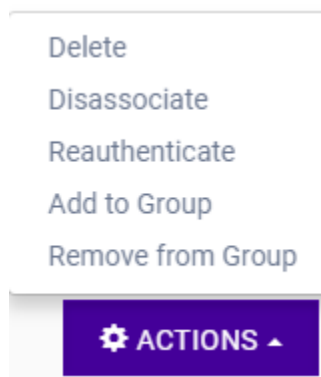 Delete
Disassociate
Reauthenticate
Add to Group
Remove from Group
ACTIONS